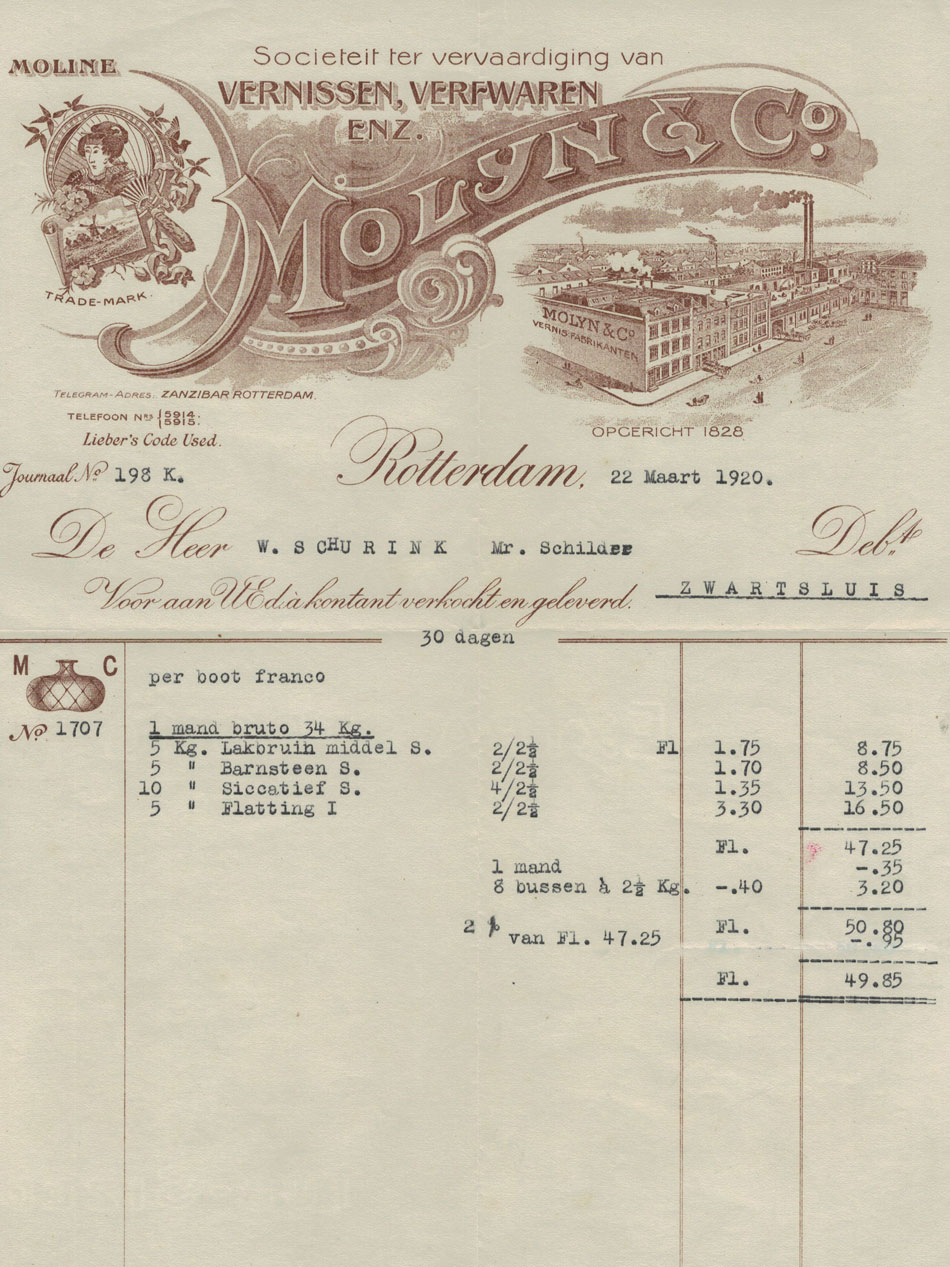 MOLINE
Societeit ter vervaardiging van
VERNISSEN, VERFWAREN
ENZ.
MOLYN & Co.
TRADE-MARK.
MOLYN & Co
VERNIS-FABRIKANTEN
OPGERICHT 1828
TELEGRAM-ADRES: ZANZIBAR ROTTERDAM.
TELEFOON Nrs {5914. 5915.
Lieber's Code Used.
Journaal No 198 K.
Rotterdam, 22 Maart 1920.
De Heer W. SCHURINK Mr. Schilder Debt.
Voor aan UEd. à kontant verkocht en geleverd. ZWARTSLUIS
30 dagen
M C
per boot franco
No 1707 1 mand bruto 34 Kg.
5 Kg. Lakbruin middel S. 2/2½ Fl 1.75 8.75
5 " Barnsteen S. 2/2½ 1.70 8.50
10 " Siccatief S. 4/2½ 1.35 13.50
5 " Flatting I 2/2½ 3.30 16.50
Fl. 47.25
1 mand -.35
8 bussen à 2½ Kg. -.40 3.20
Fl. 50.80
2 % van Fl. 47.25 -.95
Fl. 49.85